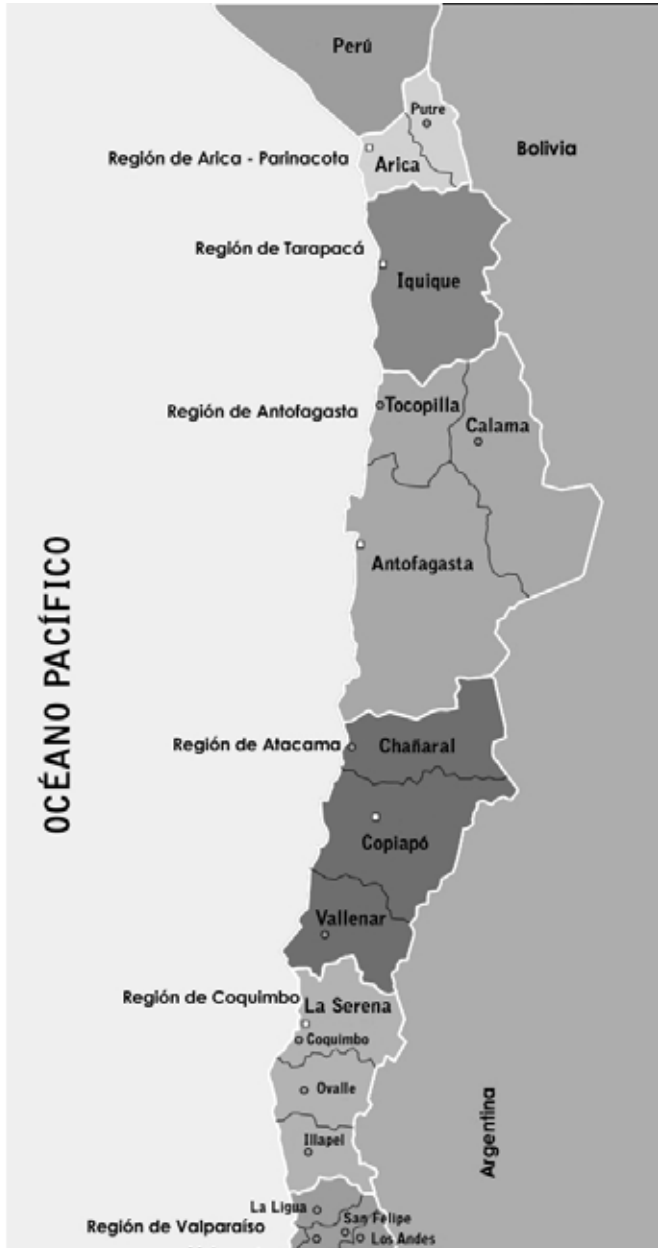 Perú
Putre
Bolivia
Región de Arica - Parinacota
Arica
Región de Tarapacá
Iquique
Región de Antofagasta
Tocopilla
Calama
OCÉANO PACÍFICO
Antofagasta
Región de Atacama
Chañaral
Copiapó
Vallenar
Región de Coquimbo
La Serena
Coquimbo
Ovalle
Argentina
Illapel
La Ligua
San Felipe
Región de Valparaíso
Los Andes